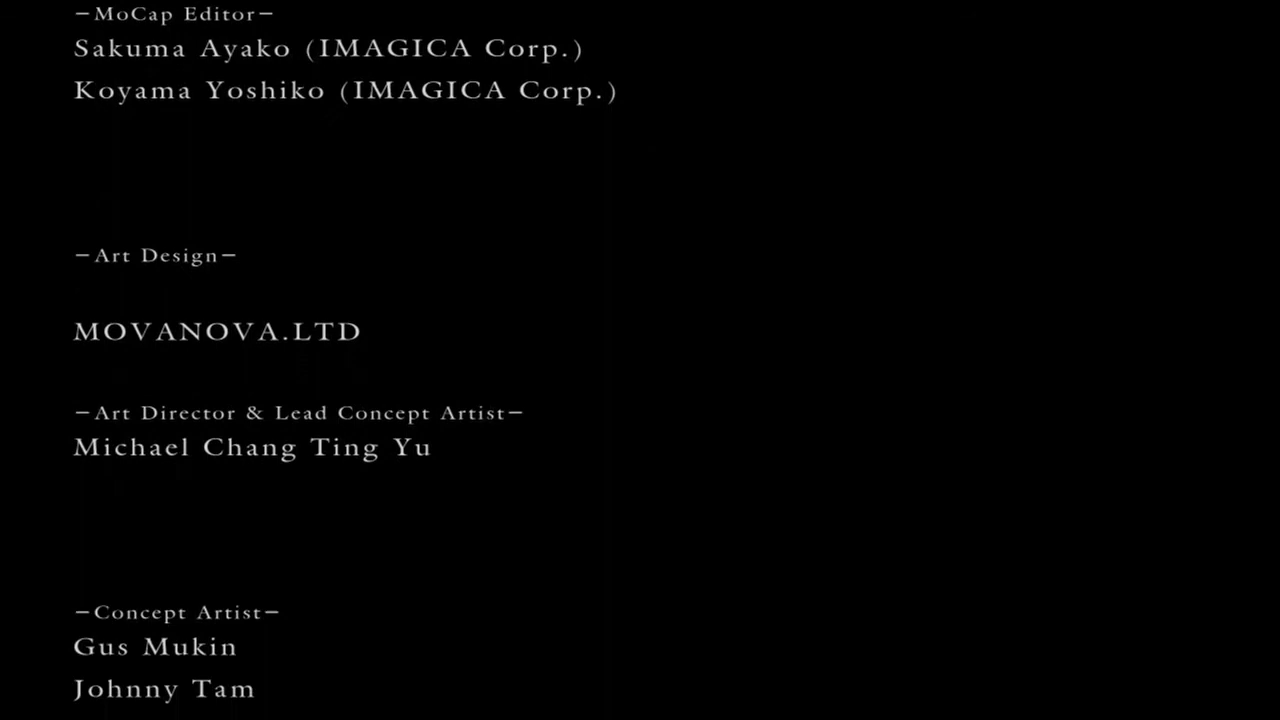 −MoCap Editor−
Sakuma Ayako (IMAGICA Corp.)
Koyama Yoshiko (IMAGICA Corp.)
−Art Design−
MOVANOVA.LTD
−Art Director & Lead Concept Artist−
Michael Chang Ting Yu
−Concept Artist−
Gus Mukin
Johnny Tam